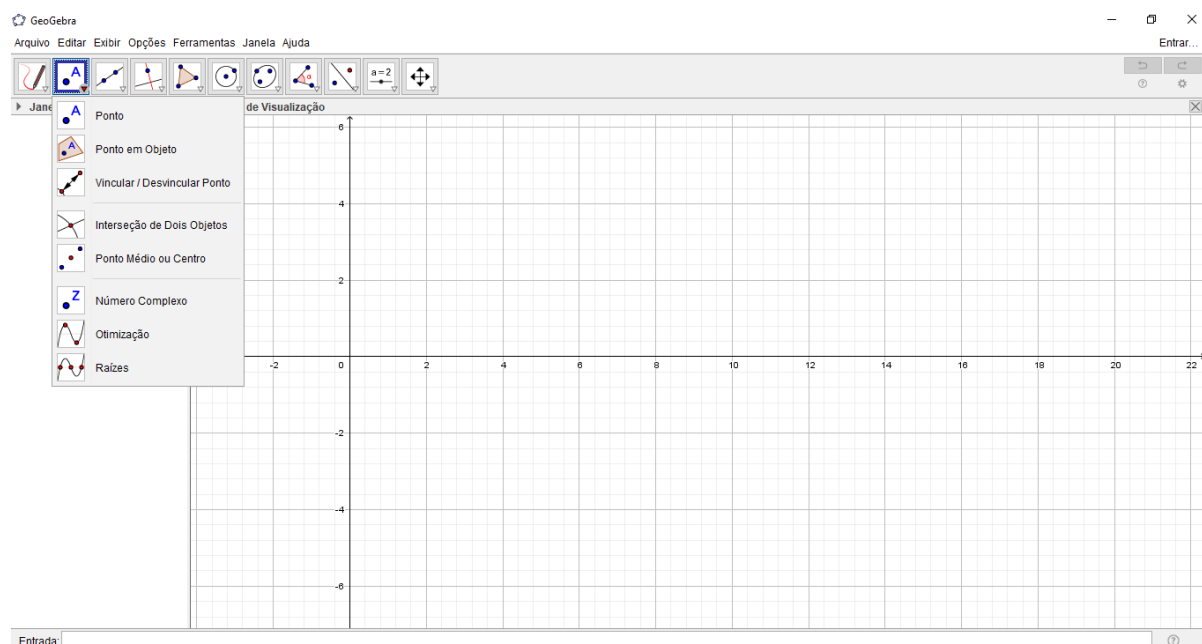 GeoGebra
Arquivo Editar Exibir Opções Ferramentas Janela Ajuda
Entrar...
A
a=2
α
Jane
de Visualização
A
Ponto
A
Ponto em Objeto
Vincular / Desvincular Ponto
Interseção de Dois Objetos
Ponto Médio ou Centro
Z
Número Complexo
Otimização
Raízes
6
4
2
-2 0 2 4 6 8 10 12 14 16 18 20 22
-2
-4
-6
Entrada: